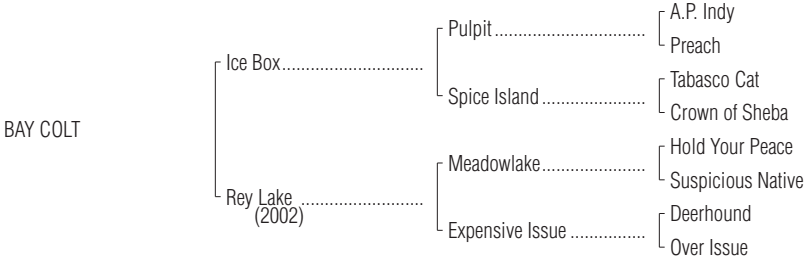 A.P. Indy
Pulpit..............................
Preach
Ice Box............................
Tabasco Cat
Spice Island.....................
Crown of Sheba
BAY COLT
Hold Your Peace
Meadowlake.....................
Suspicious Native
Rey Lake ........................
(2002)
Deerhound
Expensive Issue ...............
Over Issue